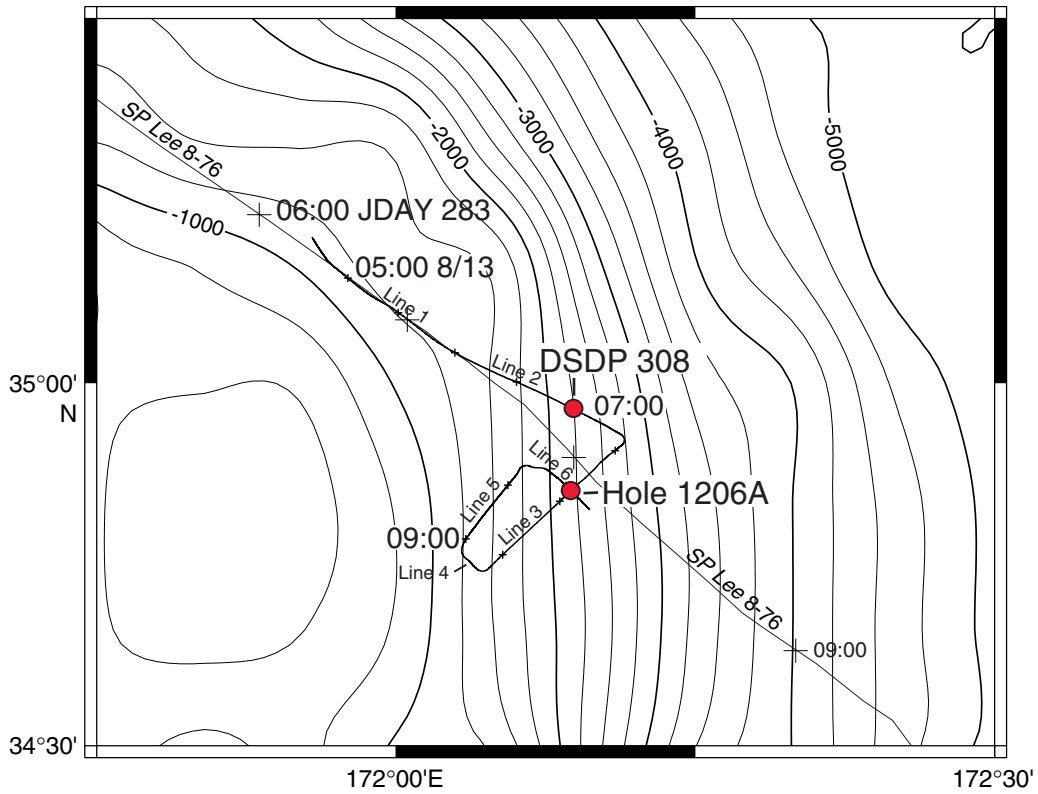 SP Lee 8-76
-2000
-3000
-4000
-5000
06:00 JDAY 283
-1000
05:00 8/13
Line 1
Line 2
DSDP 308
35°00'
N
07:00
Line 6
Line 5
Hole 1206A
Line 3
09:00
Line 4
SP Lee 8-76
09:00
34°30'
172°00'E
172°30'